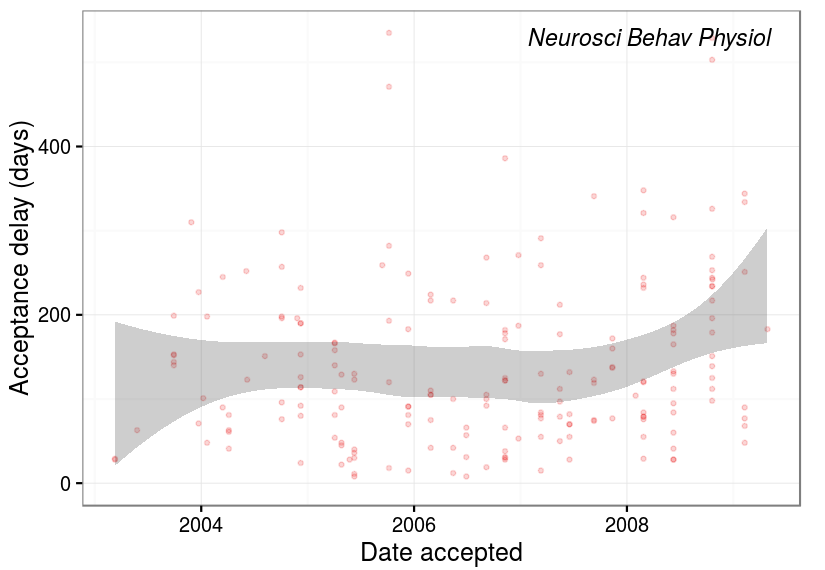 Neurosci Behav Physiol
Acceptance delay (days)
400
200
0
2004 2006 2008
Date accepted